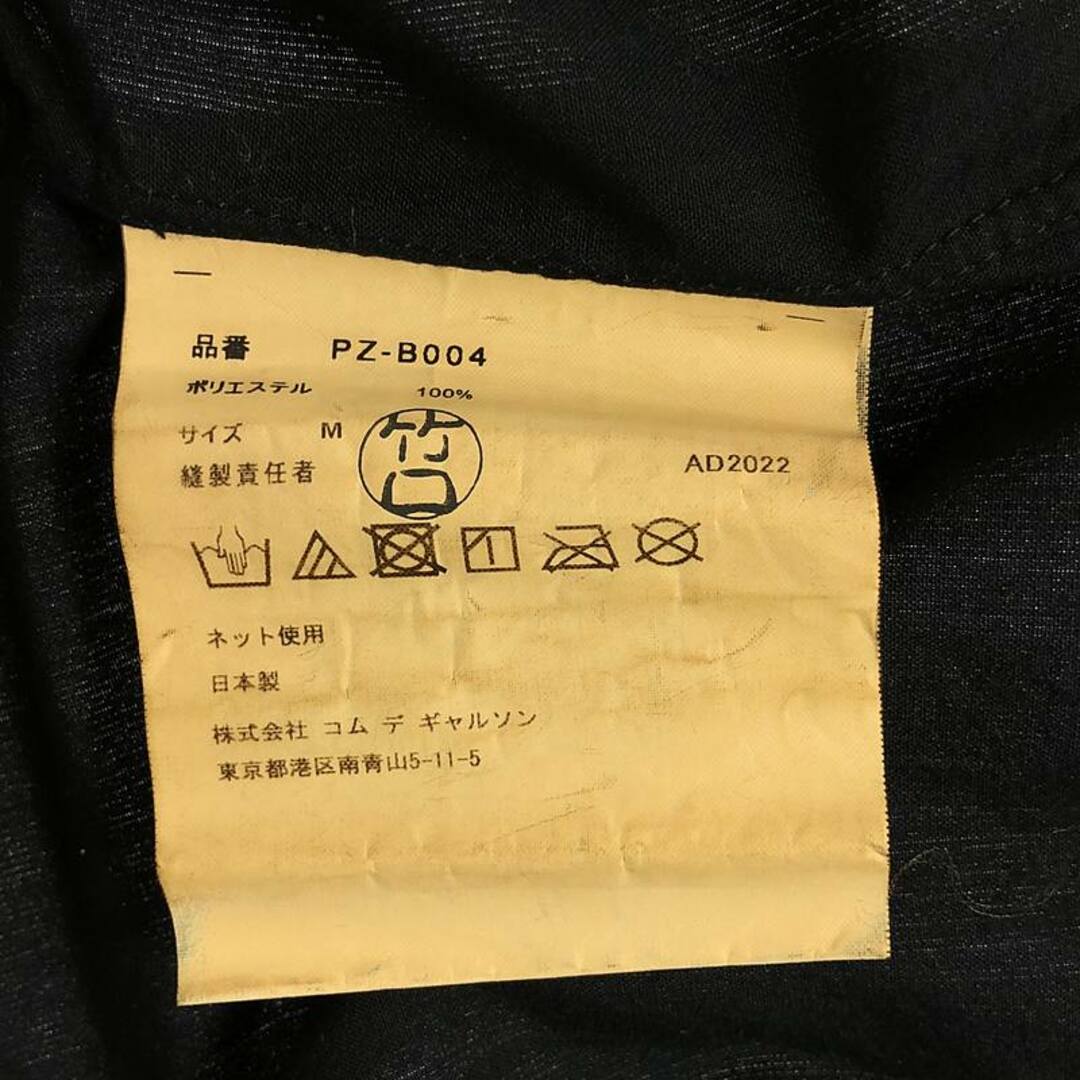 品番 PZ-B004
ポリエステル 100%
サイズ M
竹口
縫製責任者 AD2022
ネット使用
日本製
株式会社 コム デ ギャルソン
東京都港区南青山5-11-5